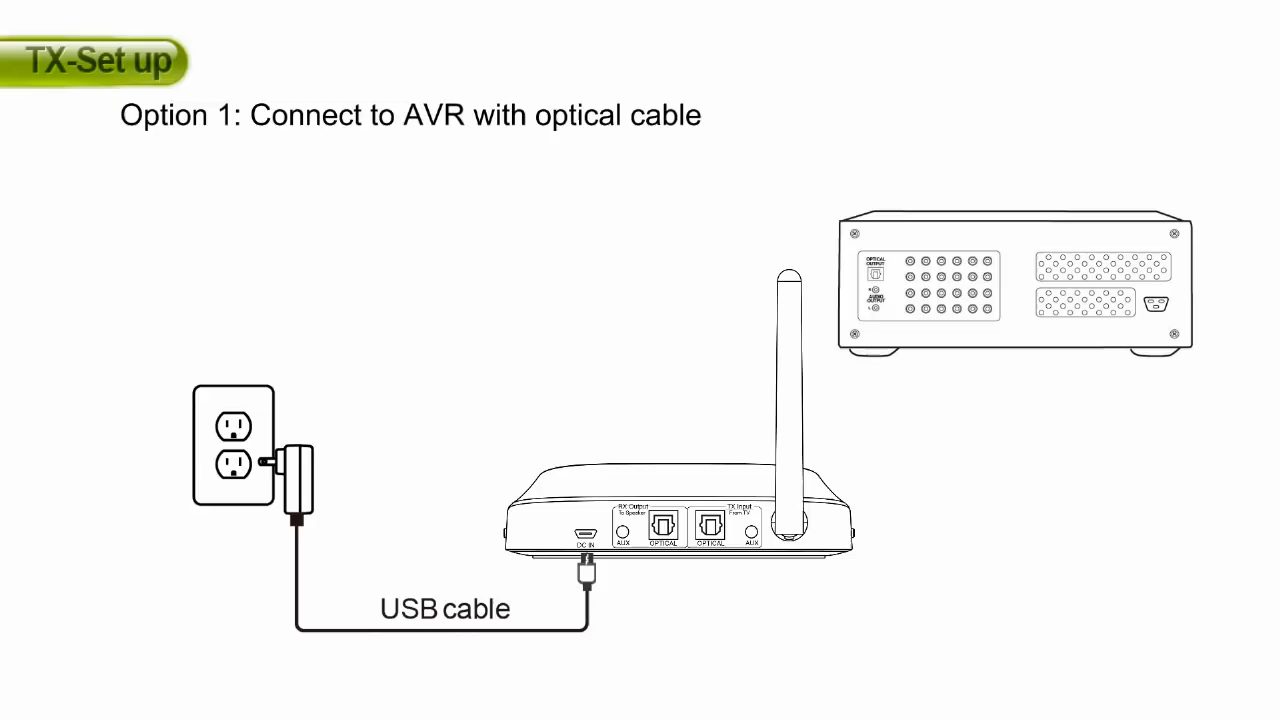 TX-Set up
Option 1: Connect to AVR with optical cable
OPTICAL
OUTPUT
R
AUDIO
OUTPUT
L
RX Output
To Speaker
TX Input
From TV
DC IN
AUX
OPTICAL
OPTICAL
AUX
USB cable